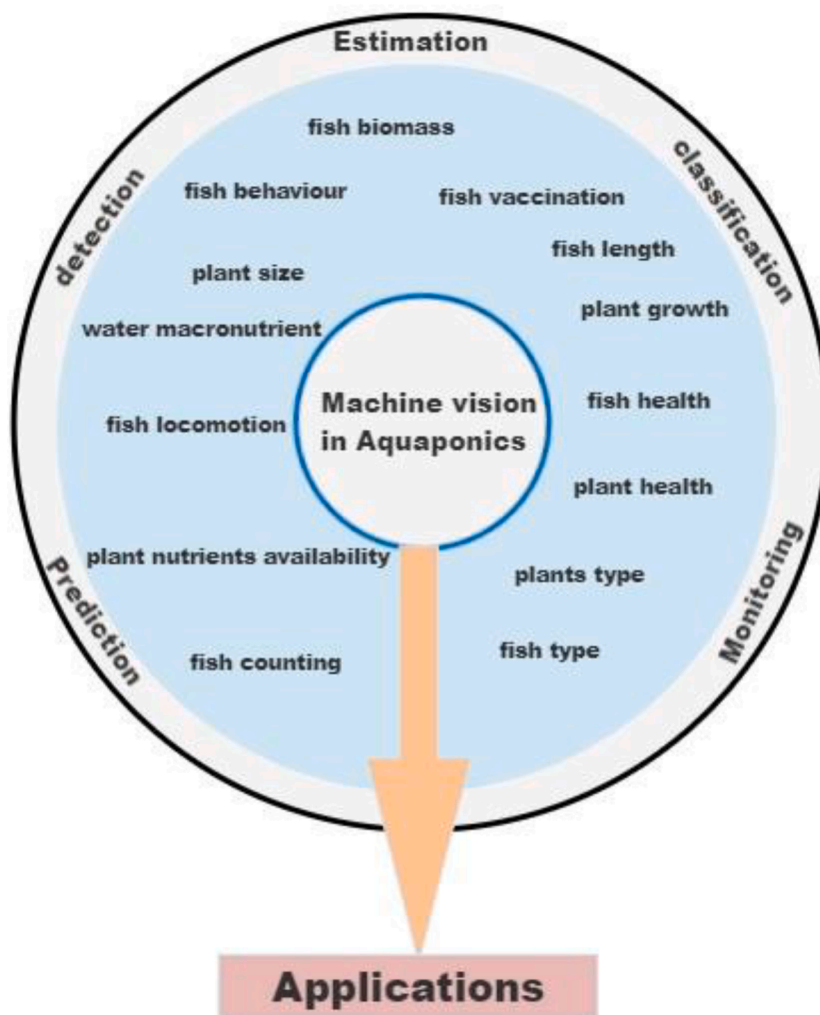 Estimation
classification
detection
fish biomass
fish behaviour
fish vaccination
fish length
plant size
plant growth
water macronutrient
Machine vision
in Aquaponics
fish health
fish locomotion
plant health
plant nutrients availability
plants type
Prediction
Monitoring
fish counting
fish type
Applications